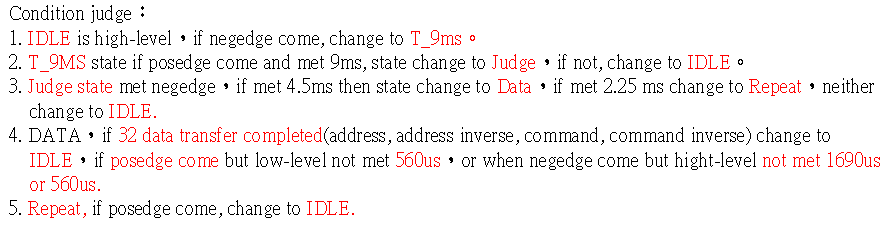 Condition judge：
1. IDLE is high-level，if negedge come, change to T_9ms。
2. T_9MS state if posedge come and met 9ms, state change to Judge，if not, change to IDLE。
3. Judge state met negedge，if met 4.5ms then state change to Data，if met 2.25 ms change to Repeat，neither
change to IDLE.
4. DATA，if 32 data transfer completed(address, address inverse, command, command inverse) change to
IDLE，if posedge come but low-level not met 560us，or when negedge come but hight-level not met 1690us
or 560us.
5. Repeat, if posedge come, change to IDLE.